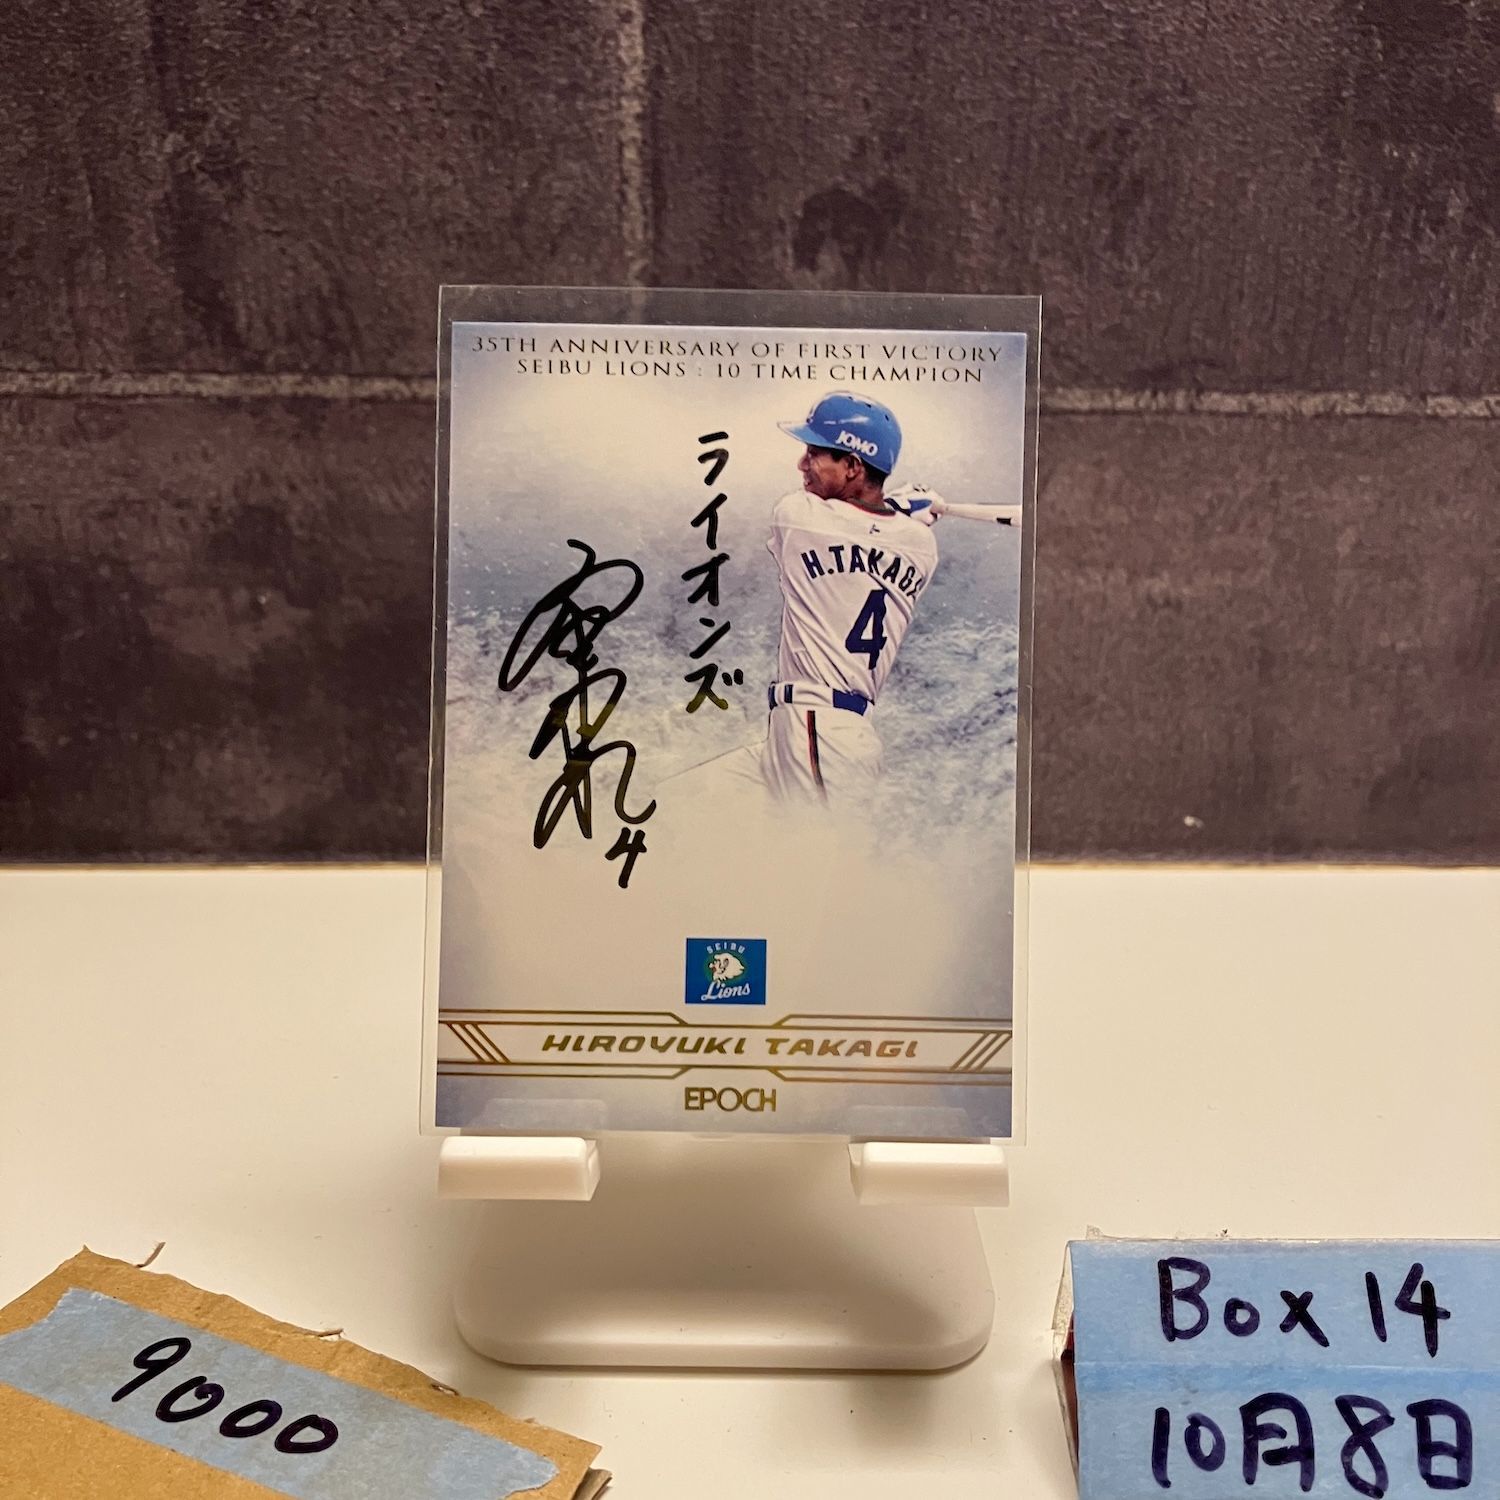 35TH ANNIVERSARY OF FIRST VICTORY
SEIBU LIONS : 10 TIME CHAMPION
JOMO
H.TAKAGI
4
ライオンズ
4
SEIBU
Lions
HIROYUKI TAKAGI
EPOCH
9000
Box 14
10月8日